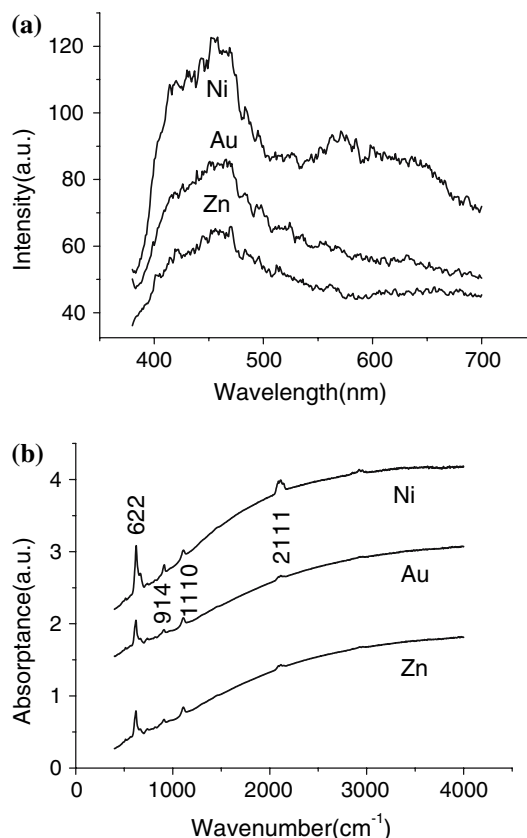 (a)
120
100
80
60
40
Intensity(a.u.)
Ni
Au
Zn
400 500 600 700
Wavelength(nm)
(b)
4
3
2
1
0
Absorptance(a.u.)
622
914
1110
2111
Ni
Au
Zn
0 1000 2000 3000 4000
Wavenumber(cm⁻¹)